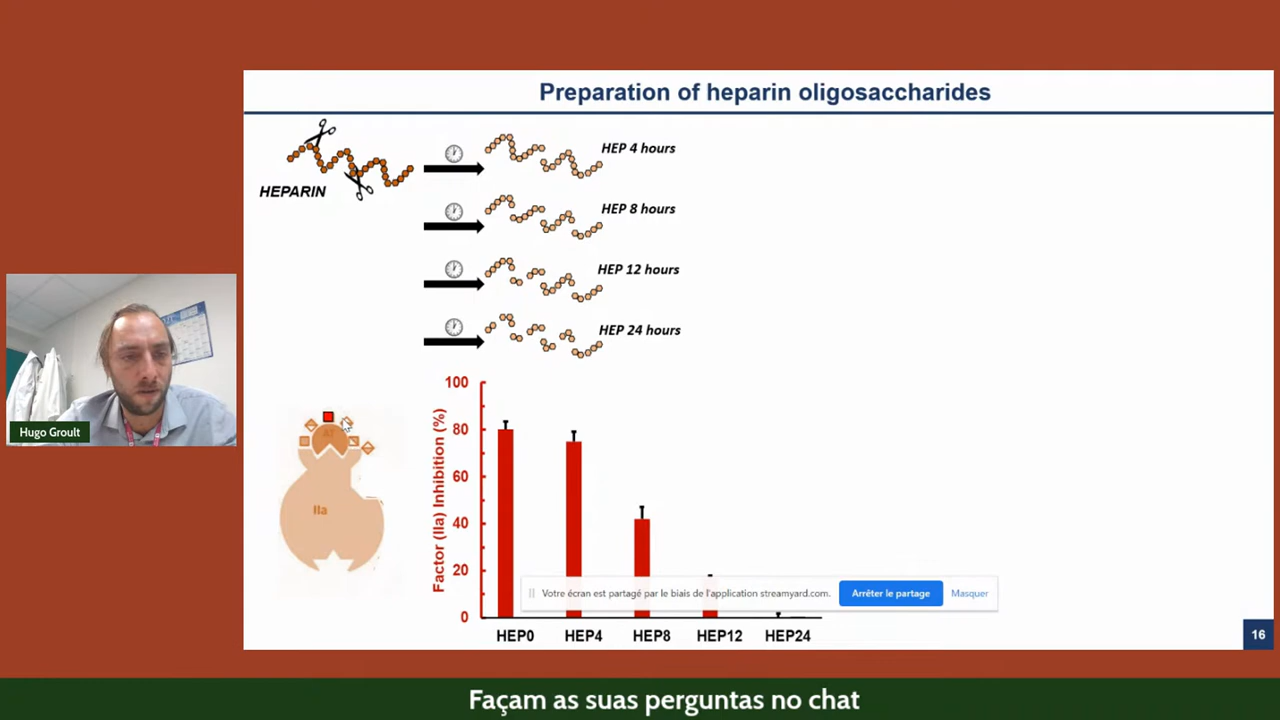 Preparation of heparin oligosaccharides
HEPARIN
HEP 4 hours
HEP 8 hours
HEP 12 hours
HEP 24 hours
Hugo Groult
AT
IIa
Factor (IIa) Inhibition (%)
100
80
60
40
20
0
HEP0 HEP4 HEP8 HEP12 HEP24
Votre écran est partagé par le biais de l'application streamyard.com. Arrêter le partage Masquer
16
Façam as suas perguntas no chat